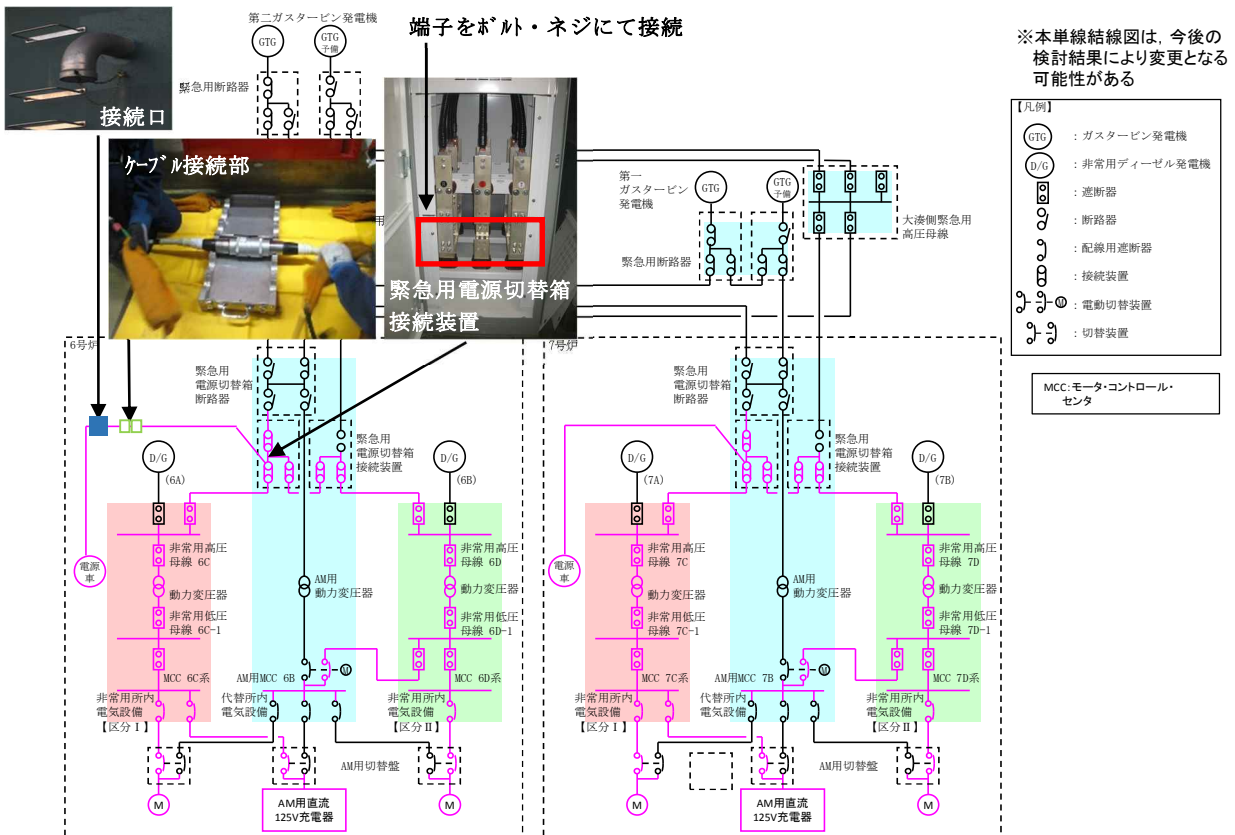 第二ガスタービン発電機
端子をﾎﾞﾙﾄ・ネジにて接続
※本単線結線図は，今後の
検討結果により変更となる
可能性がある
GTG
GTG
予備
緊急用断路器
接続口
ｹｰﾌﾞﾙ接続部
【凡例】
GTG
：ガスタービン発電機
D/G
：非常用ディーゼル発電機
：遮断器
：断路器
：配線用遮断器
：接続装置
M
：電動切替装置
：切替装置
MCC:モータ・コントロール・
センタ
第一
ガスタービン
発電機
GTG
GTG
予備
大湊側緊急用
高圧母線
用
緊急用断路器
緊急用電源切替箱
接続装置
6号炉
7号炉
緊急用
電源切替箱
断路器
緊急用
電源切替箱
接続装置
D/G
(6A)
D/G
(6B)
非常用高圧
母線 6C
非常用高圧
母線 6D
電源
車
動力変圧器
AM用
動力変圧器
動力変圧器
非常用低圧
母線 6C-1
非常用低圧
母線 6D-1
M
MCC 6C系
AM用MCC 6B
MCC 6D系
非常用所内
電気設備
【区分Ⅰ】
代替所内
電気設備
非常用所内
電気設備
【区分Ⅱ】
AM用切替盤
M
AM用直流
125V充電器
M
緊急用
電源切替箱
断路器
緊急用
電源切替箱
接続装置
D/G
(7A)
D/G
(7B)
非常用高圧
母線 7C
非常用高圧
母線 7D
電源
車
動力変圧器
AM用
動力変圧器
動力変圧器
非常用低圧
母線 7C-1
非常用低圧
母線 7D-1
M
MCC 7C系
AM用MCC 7B
MCC 7D系
非常用所内
電気設備
【区分Ⅰ】
代替所内
電気設備
非常用所内
電気設備
【区分Ⅱ】
AM用切替盤
M
AM用直流
125V充電器
M